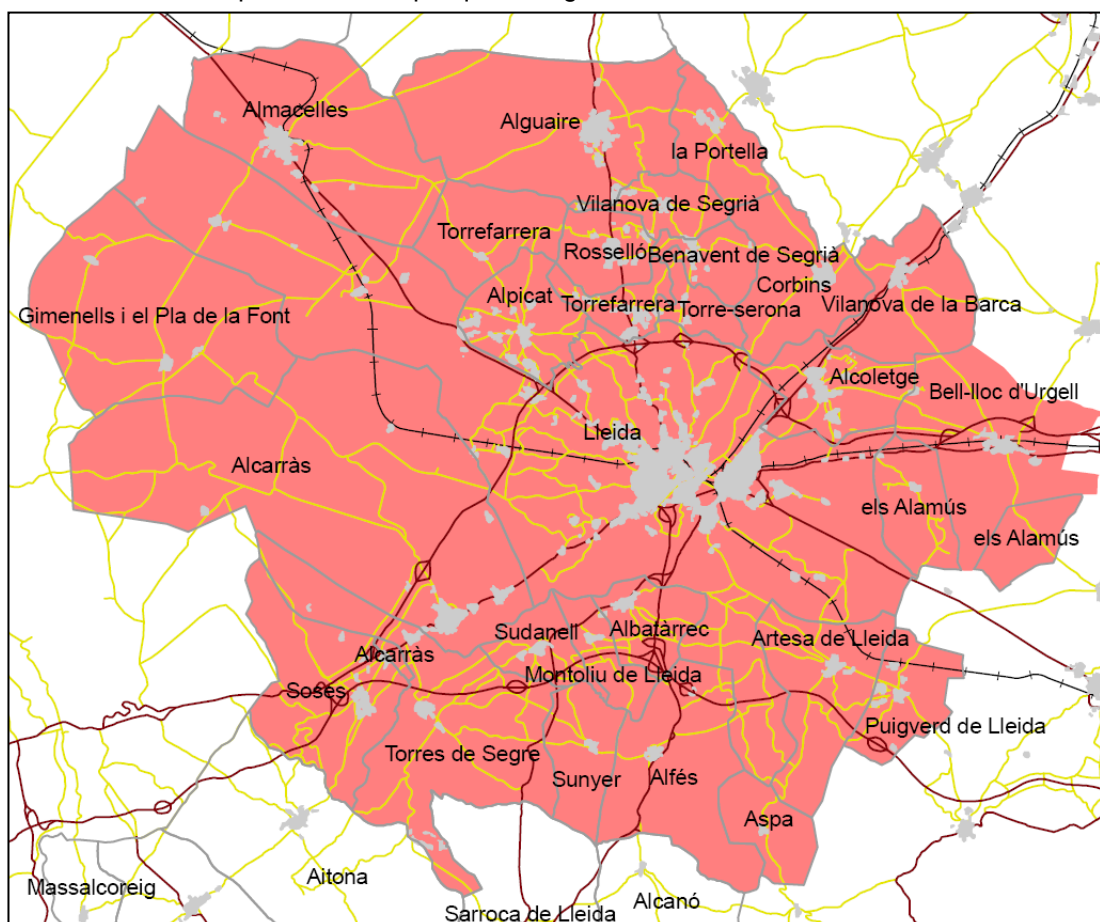 Almacelles
Alguaire
la Portella
Vilanova de Segrià
Torrefarrera
Rosselló
Benavent de Segrià
Corbins
Alpicat
Torrefarrera
Torre-serona
Vilanova de la Barca
Gimenells i el Pla de la Font
Alcoletge
Bell-lloc d'Urgell
Lleida
Alcarràs
els Alamús
els Alamús
Sudanell
Albatàrrec
Artesa de Lleida
Alcarràs
Montoliu de Lleida
Soses
Puigverd de Lleida
Torres de Segre
Sunyer
Alfés
Aspa
Massalcoreig
Aitona
Alcanó
Sarroca de Lleida